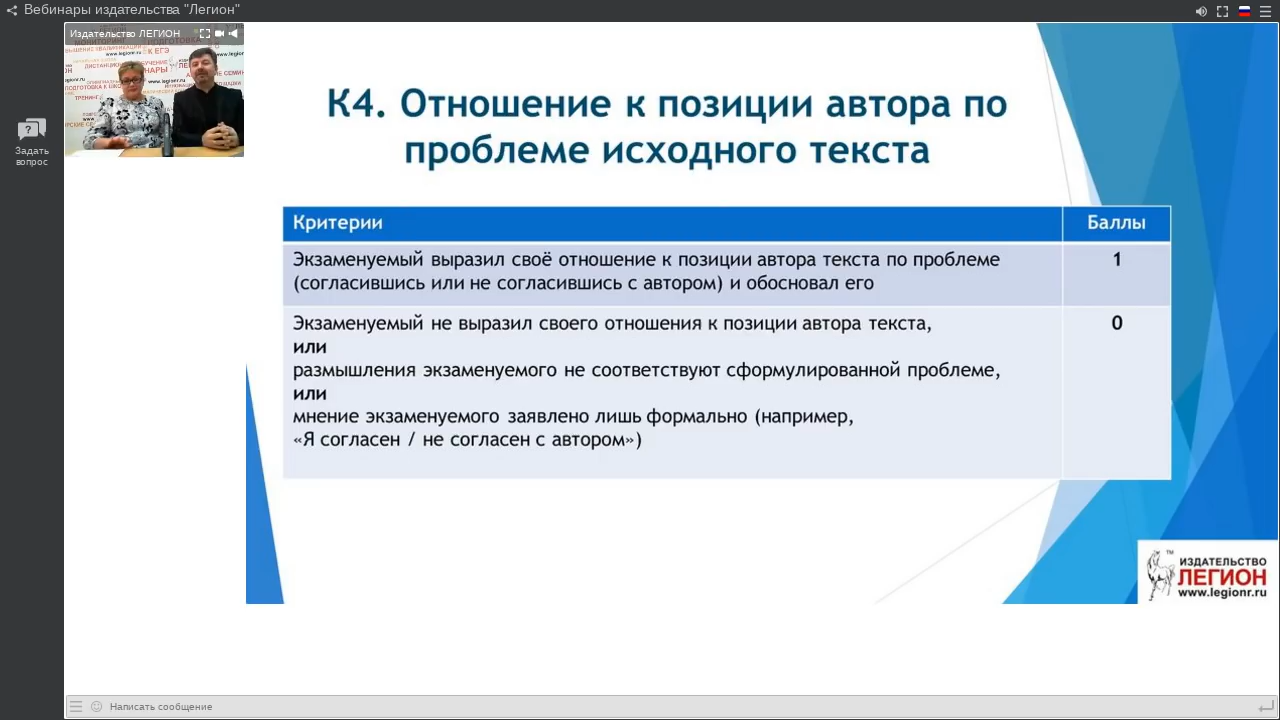 Вебинары издательства "Легион"
Издательство ЛЕГИОН
Задать
вопрос
К4. Отношение к позиции автора по
проблеме исходного текста
Критерии Баллы
Экзаменуемый выразил своё отношение к позиции автора текста по проблеме 1
(согласившись или не согласившись с автором) и обосновал его
Экзаменуемый не выразил своего отношения к позиции автора текста, 0
или
размышления экзаменуемого не соответствуют сформулированной проблеме,
или
мнение экзаменуемого заявлено лишь формально (например,
«Я согласен / не согласен с автором»)
ИЗДАТЕЛЬСТВО
ЛЕГИОН
www.legionr.ru
Написать сообщение